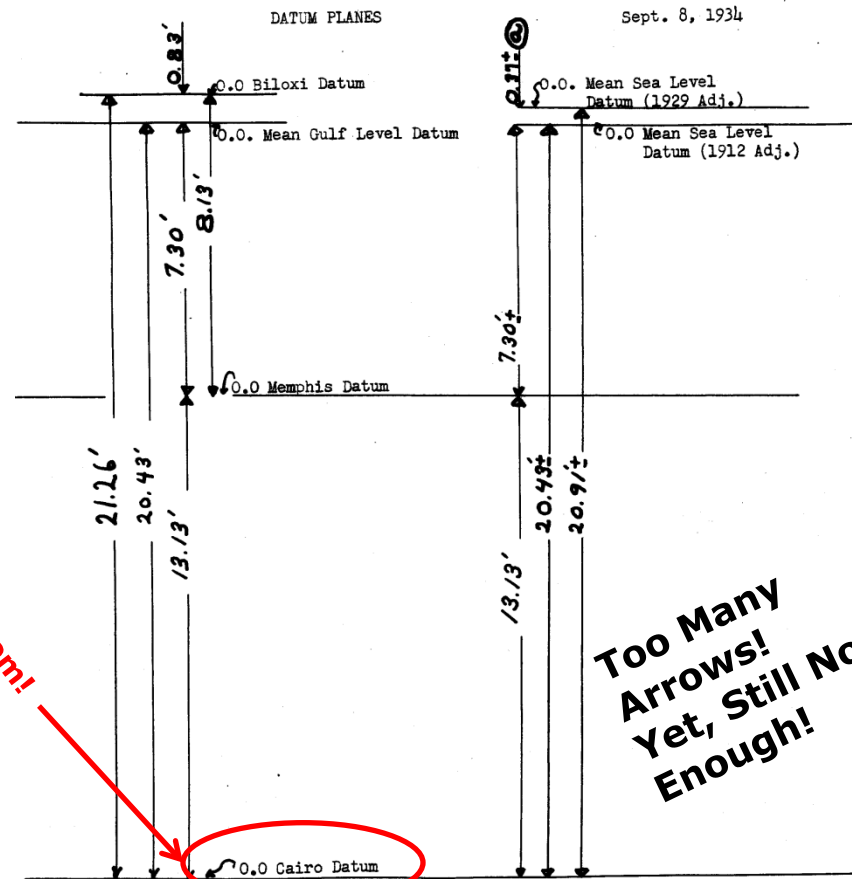 DATUM PLANES
Sept. 8, 1934
0.83'
0.0 Biloxi Datum
0.0. Mean Gulf Level Datum
0.0. Mean Sea Level
Datum (1929 Adj.)
0.0 Mean Sea Level
Datum (1912 Adj.)
7.30'
8.13'
7.30'±
0.0 Memphis Datum
21.26'
20.43'
13.13'
13.13'
20.91'±
Too Many
Arrows!
Yet, Still No
Enough!
0.0 Cairo Datum